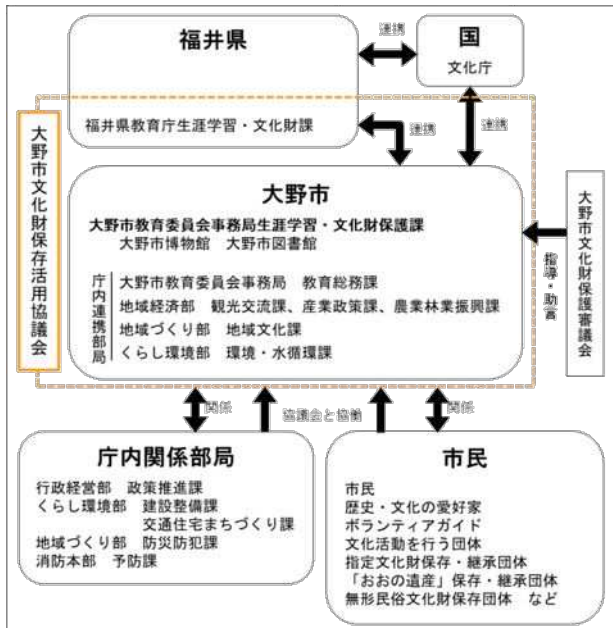 福井県
福井県教育庁生涯学習・文化財課
連携
国
文化庁
連携
連携
大野市文化財保存活用協議会
大野市
大野市教育委員会事務局生涯学習・文化財保護課
大野市博物館　大野市図書館
庁内連携部局
大野市教育委員会事務局　教育総務課
地域経済部　観光交流課、産業政策課、農業林業振興課
地域づくり部　地域文化課
くらし環境部　環境・水循環課
指導・助言
大野市文化財保護審議会
関係
協議会と協働
関係
庁内関係部局
行政経営部　政策推進課
くらし環境部　建設整備課
交通住宅まちづくり課
地域づくり部　防災防犯課
消防本部　予防課
市民
市民
歴史・文化の愛好家
ボランティアガイド
文化活動を行う団体
指定文化財保存・継承団体
「おおの遺産」保存・継承団体
無形民俗文化財保存団体　など